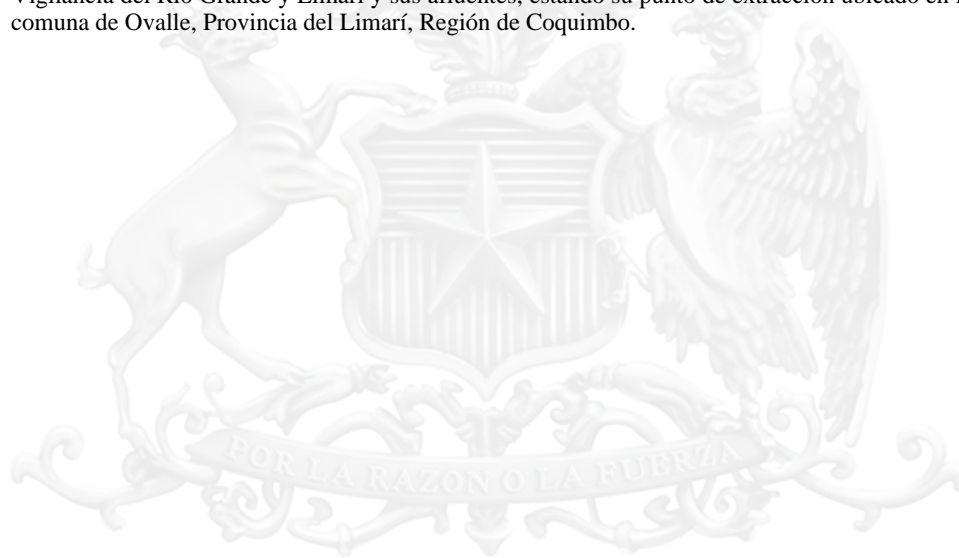 Vigilancia del Río Grande y Limarí y sus afluentes, estando su punto de extracción ubicado en
comuna de Ovalle, Provincia del Limarí, Región de Coquimbo.
POR LA RAZON O LA FUERZA